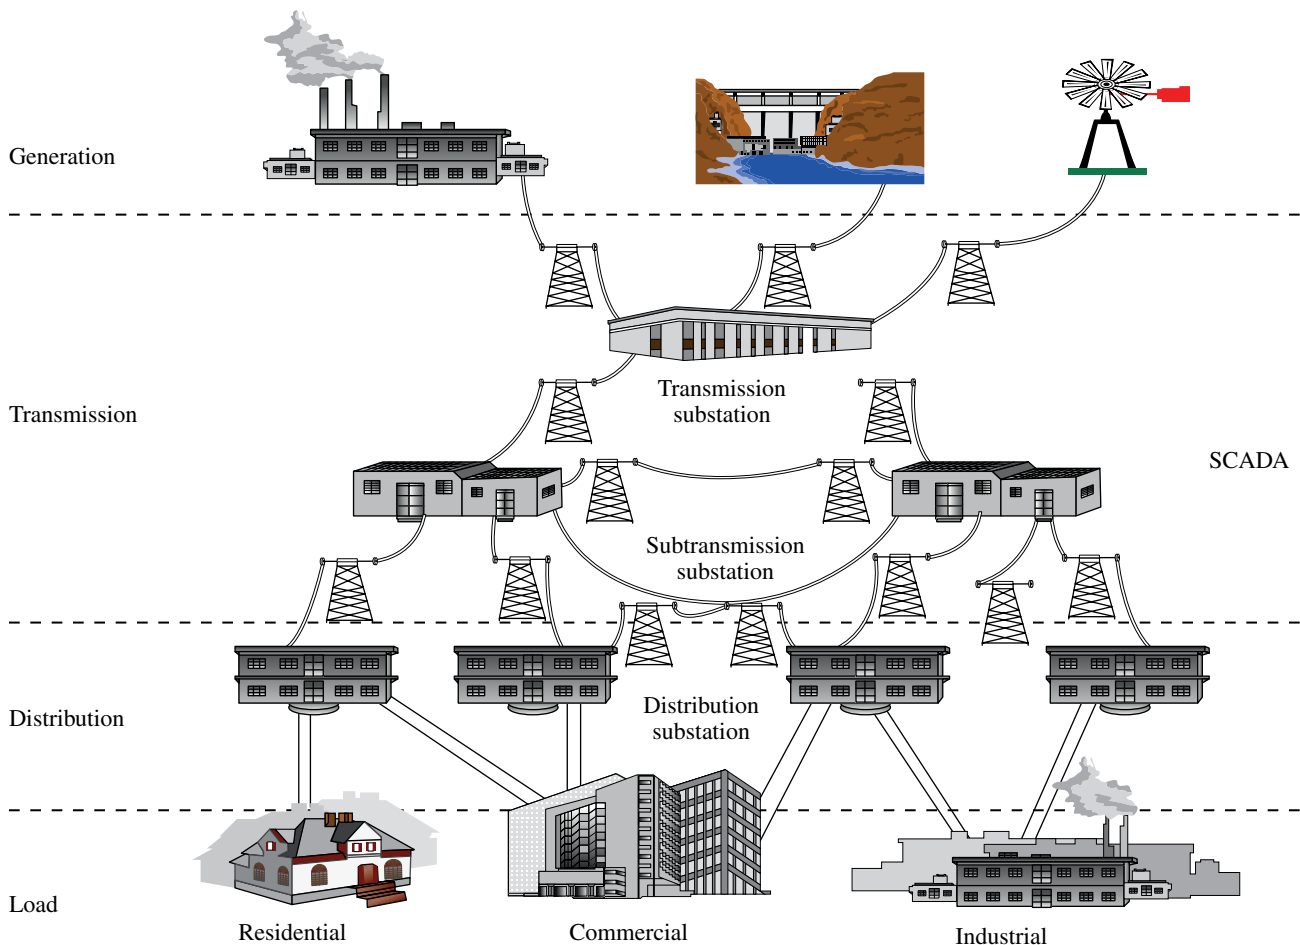 Generation
Transmission
substation
Transmission
SCADA
Subtransmission
substation
Distribution
substation
Distribution
Load
Residential
Commercial
Industrial